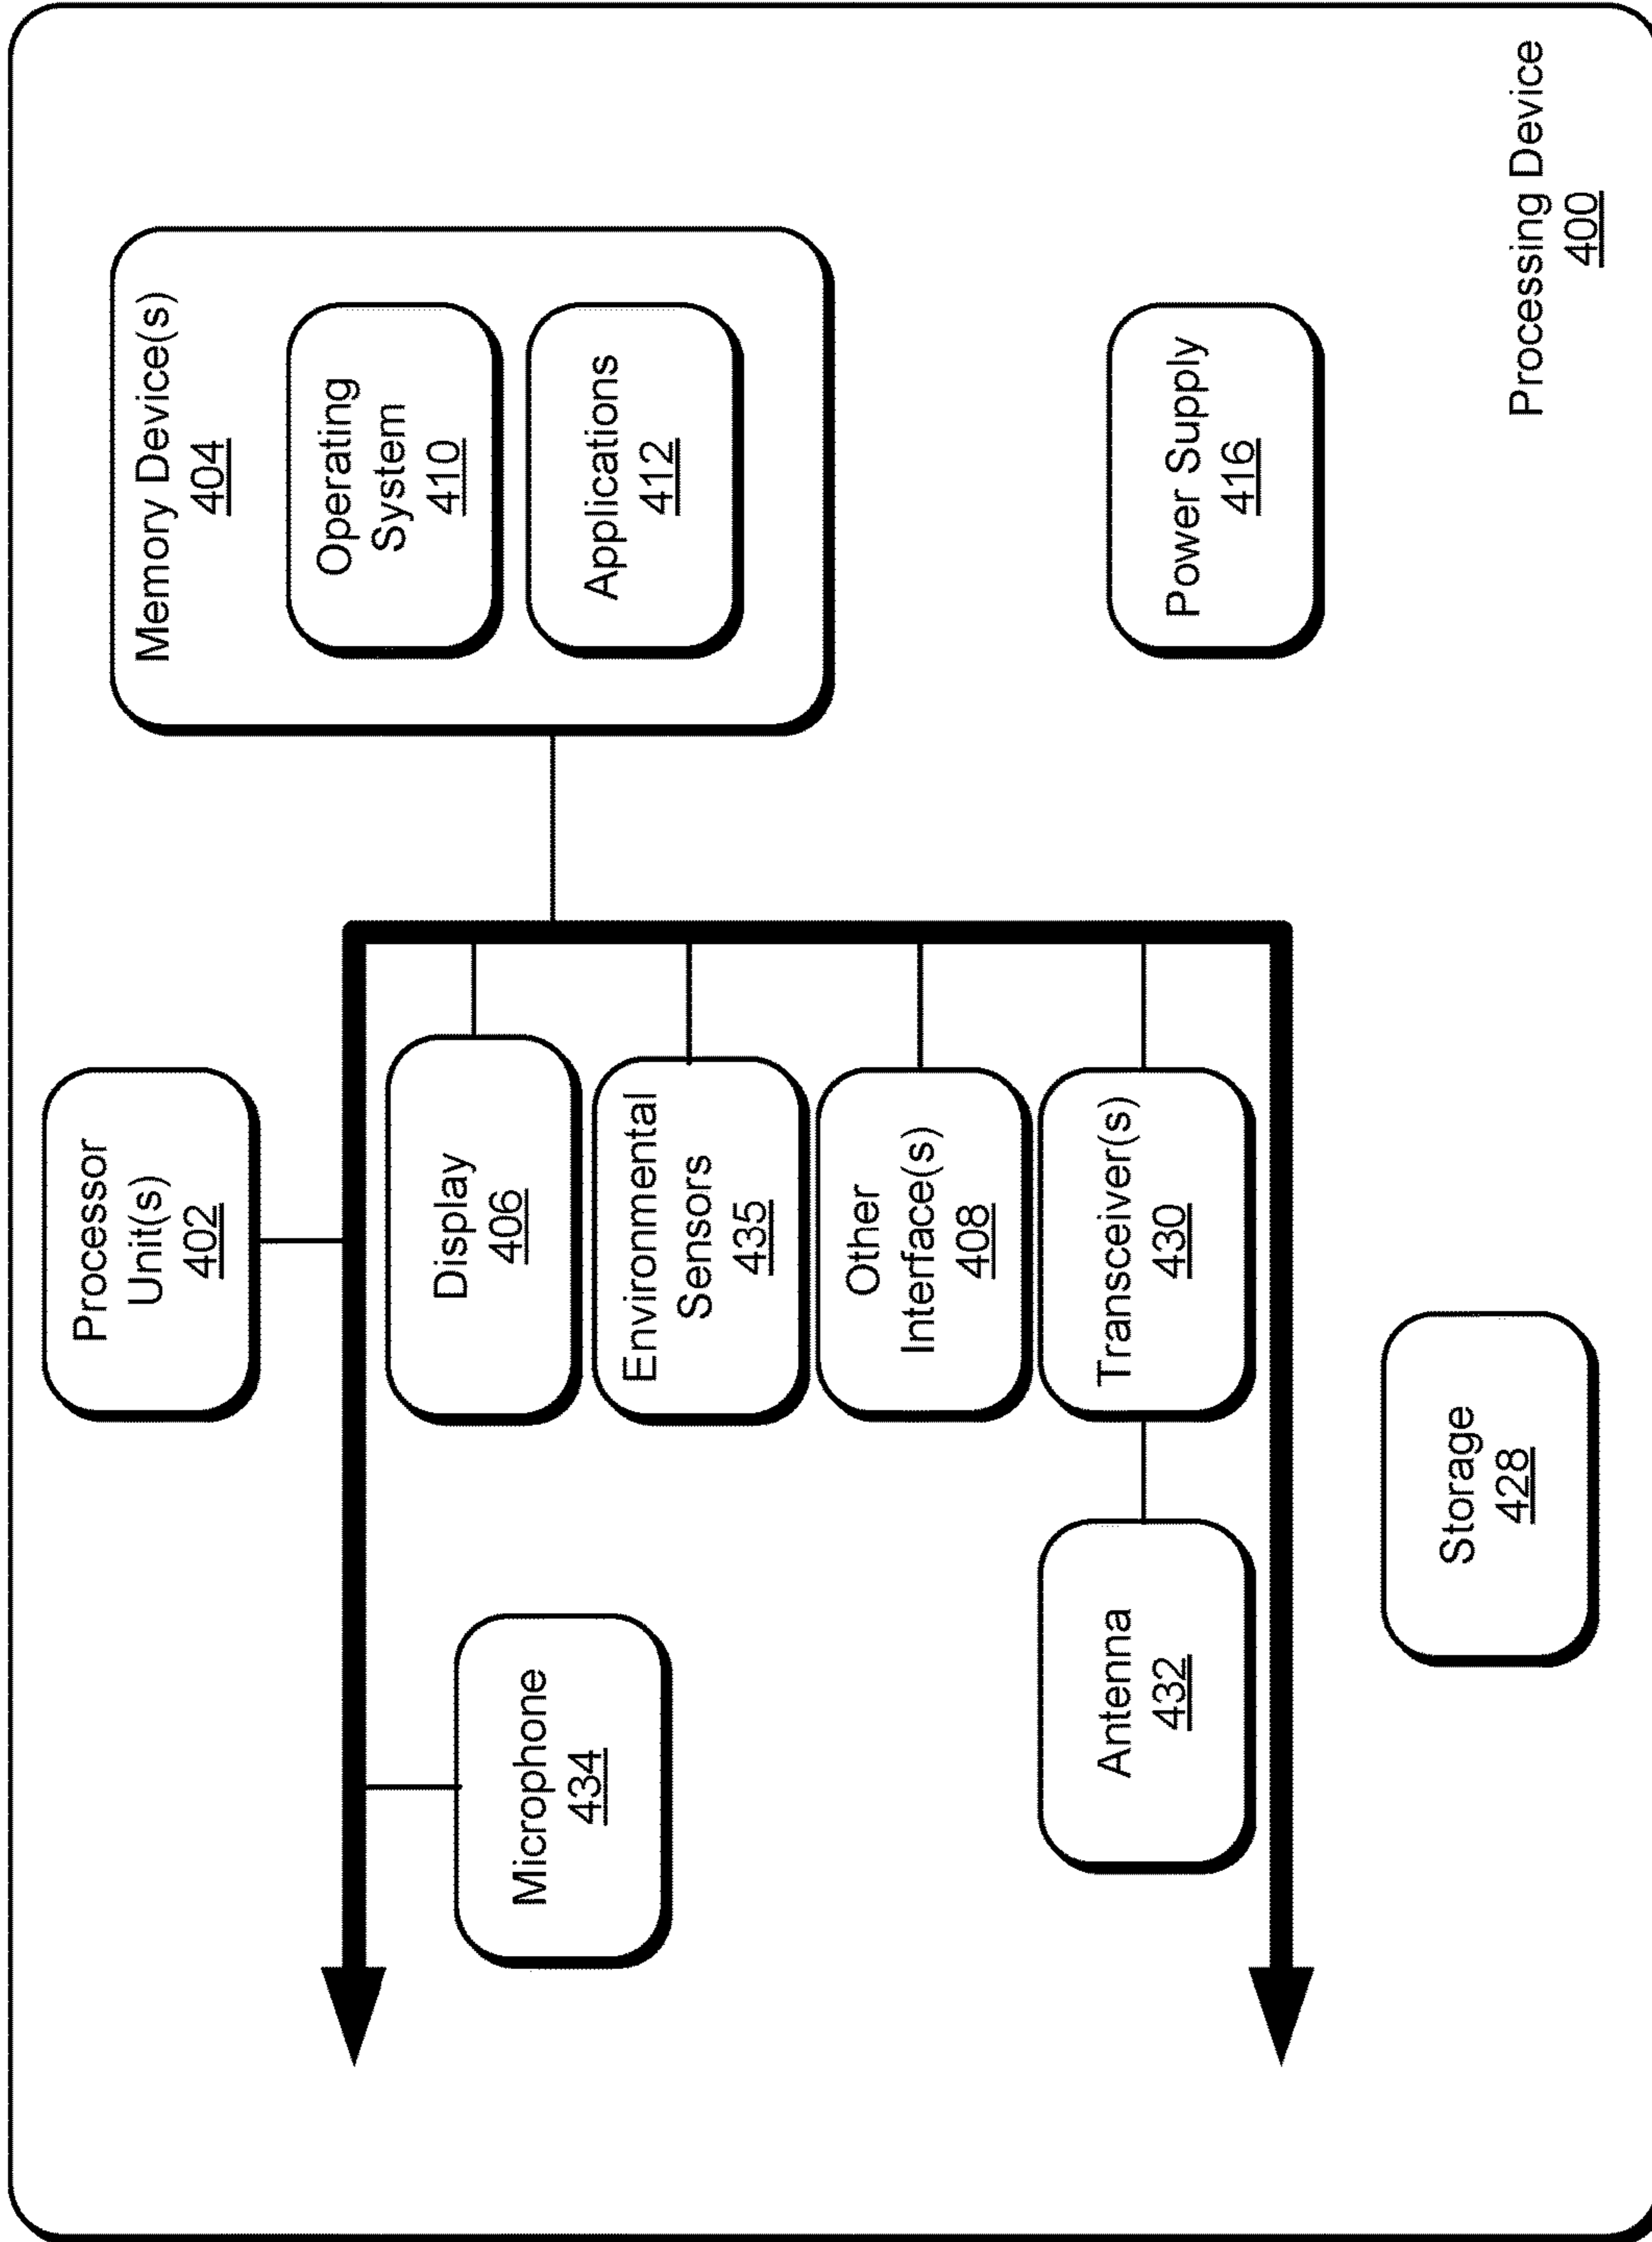 Memory Device(s)
404
Operating
System
410
Applications
412
Power Supply
416
Processing Device
400
Processor
Unit(s)
402
Display
406
Environmental
Sensors
435
Other
Interface(s)
408
Transceiver(s)
430
Storage
428
Microphone
434
Antenna
432